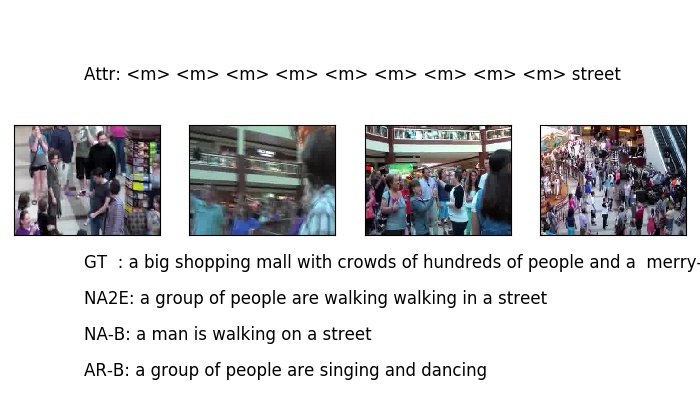 Attr: <m> <m> <m> <m> <m> <m> <m> <m> <m> street
GT  : a big shopping mall with crowds of hundreds of people and a  merry-
NA2E: a group of people are walking walking in a street
NA-B: a man is walking on a street
AR-B: a group of people are singing and dancing